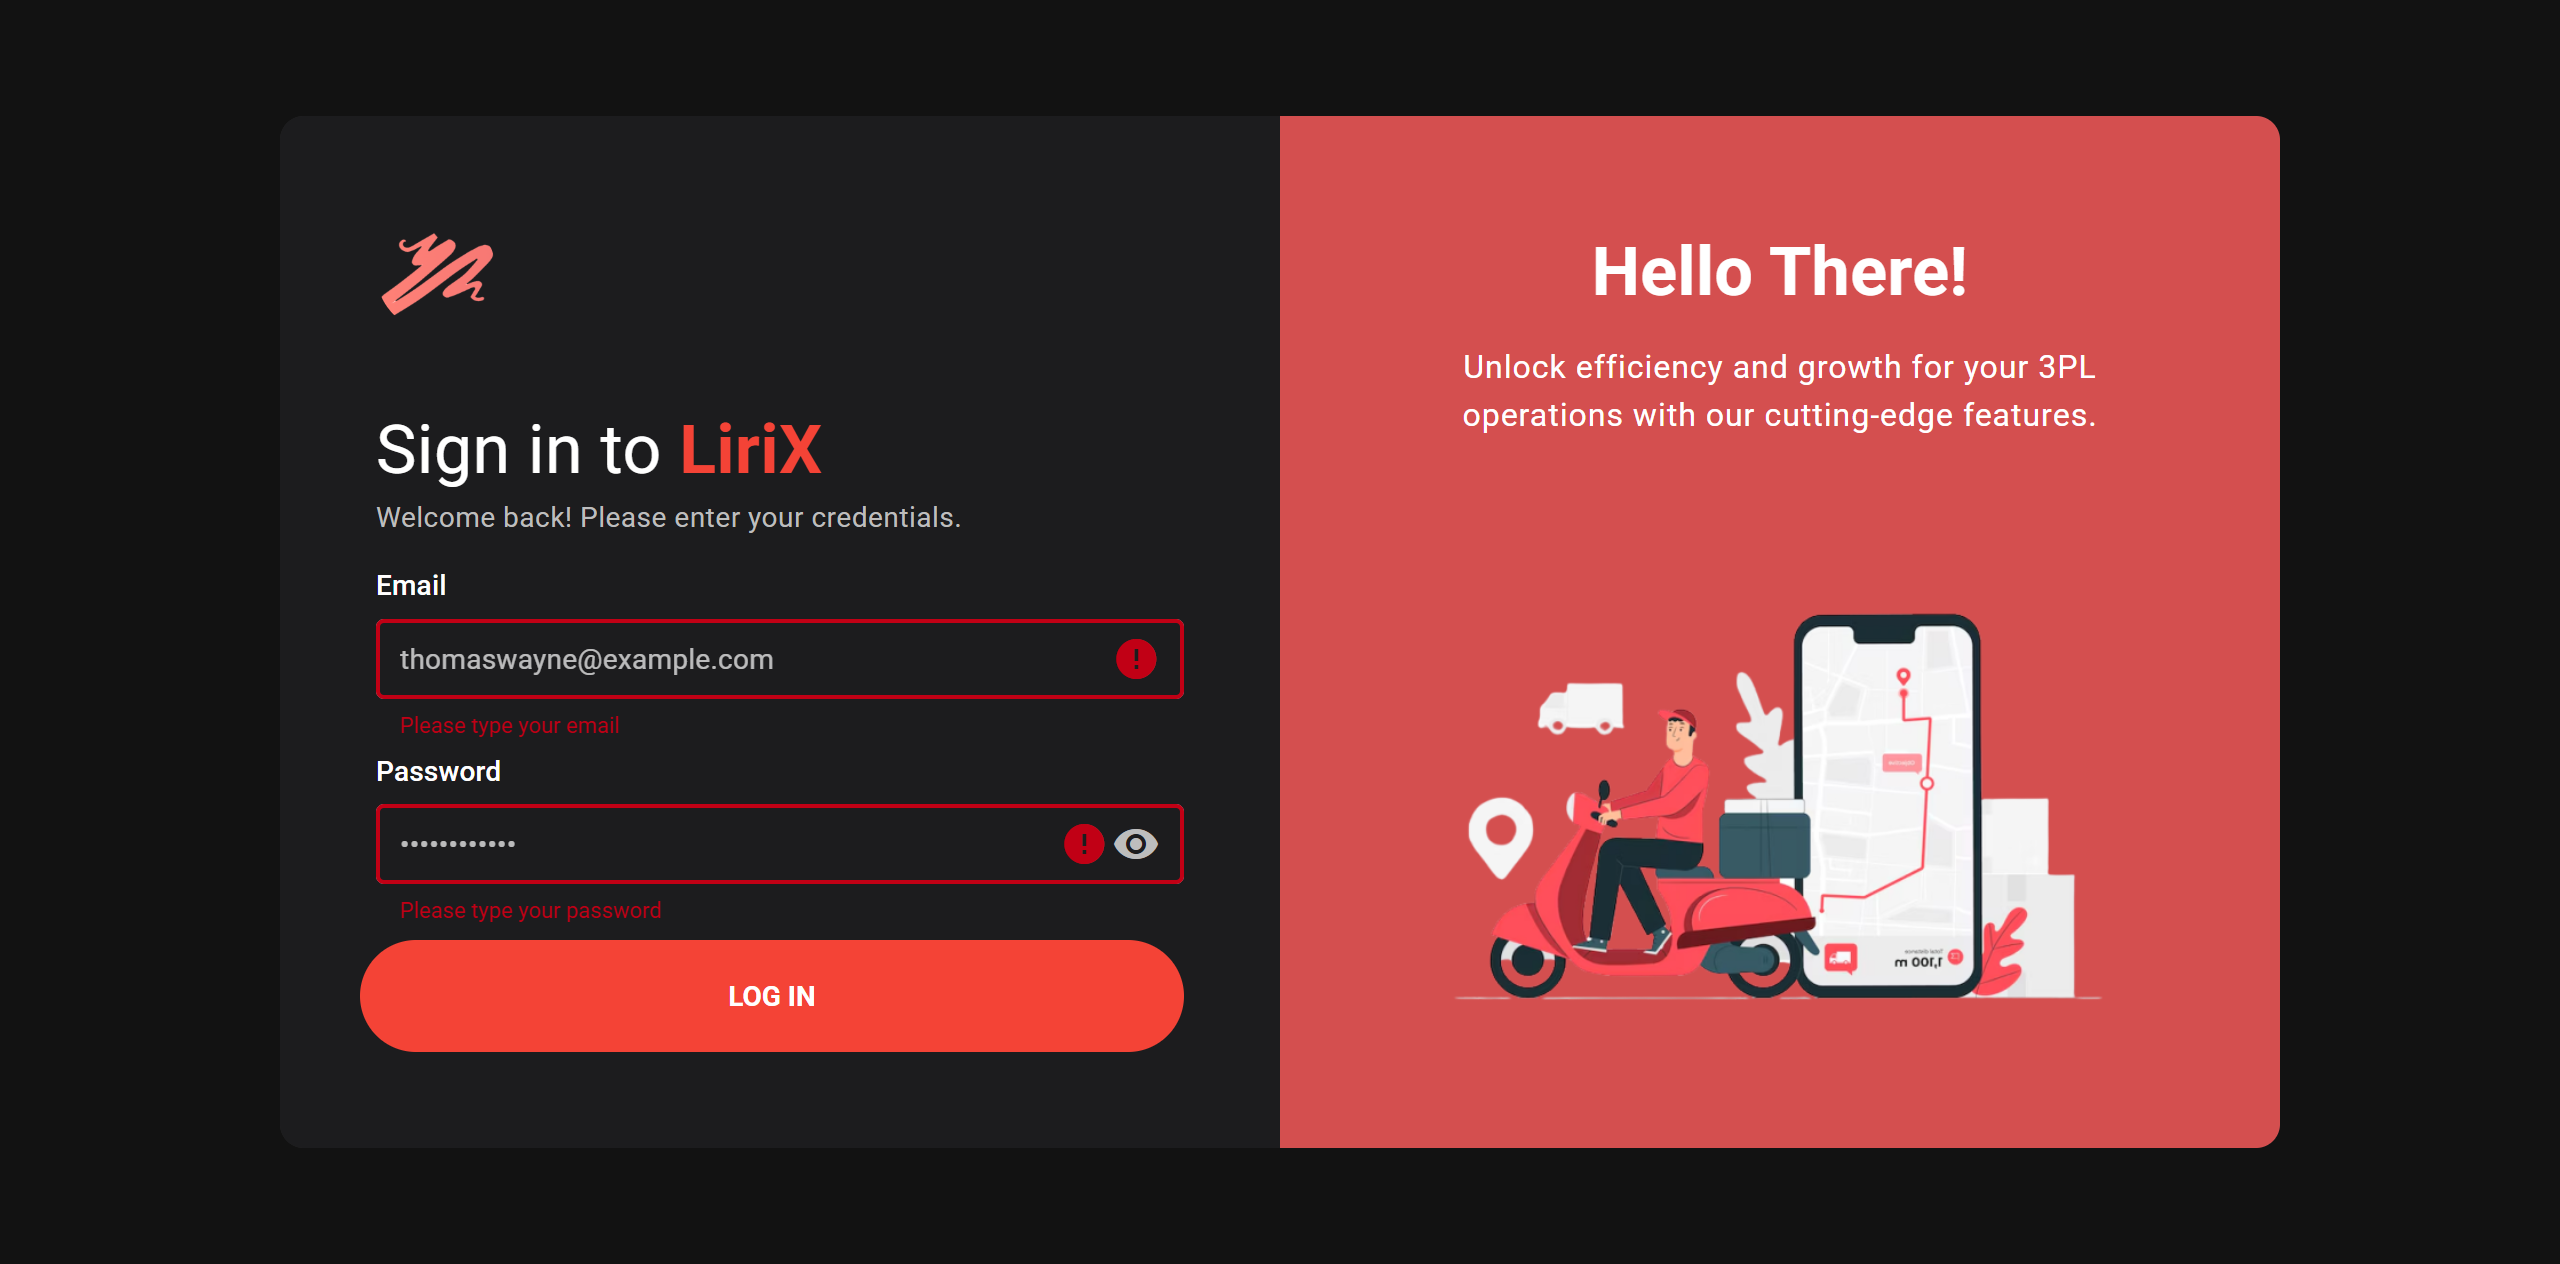 Sign in to LiriX
Welcome back! Please enter your credentials.
Email
thomaswayne@example.com
Please type your email
Password
••••••••••••
Please type your password
LOG IN
Hello There!
Unlock efficiency and growth for your 3PL
operations with our cutting-edge features.
1,100 m